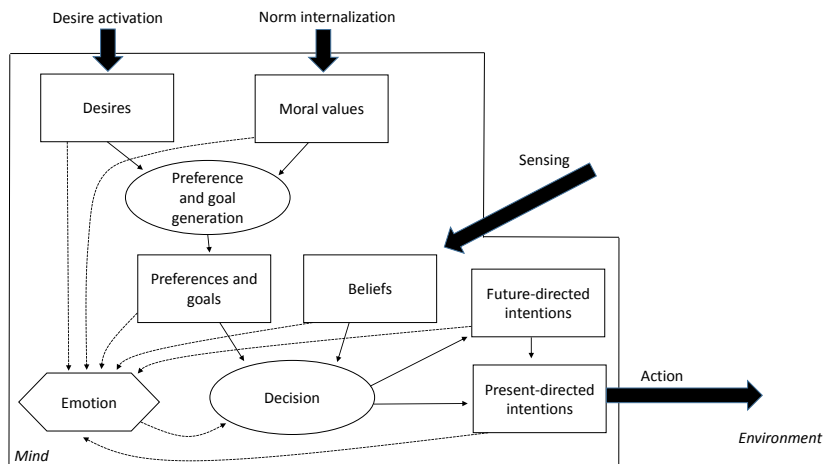 Desire activation
Norm internalization
Desires
Moral values
Sensing
Preference
and goal
generation
Preferences and
goals
Beliefs
Future-directed
intentions
Emotion
Decision
Present-directed
intentions
Action
Mind
Environment